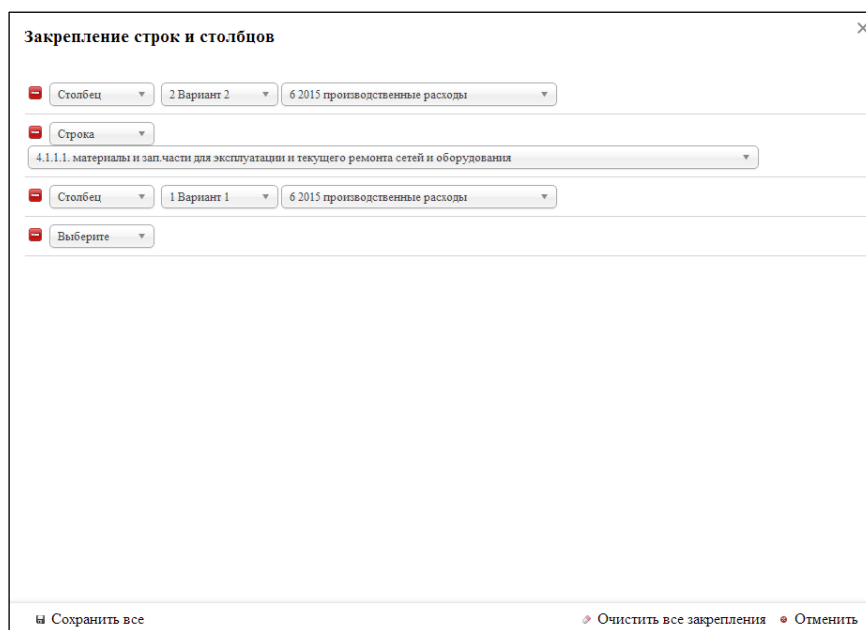 Закрепление строк и столбцов
Столбец 2 Вариант 2 6 2015 производственные расходы
Строка
4.1.1.1. материалы и зап.части для эксплуатации и текущего ремонта сетей и оборудования
Столбец 1 Вариант 1 6 2015 производственные расходы
Выберите
Сохранить все Очистить все закрепления Отменить